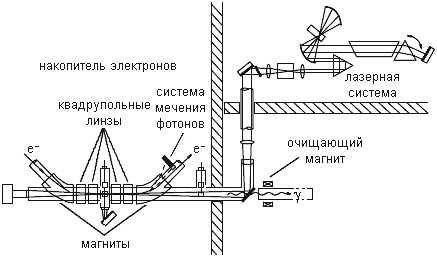 накопитель электронов
лазерная
система
система
мечения
фотонов
квадрупольные
линзы
очищающий
магнит
e⁻
e⁻
γ
магниты